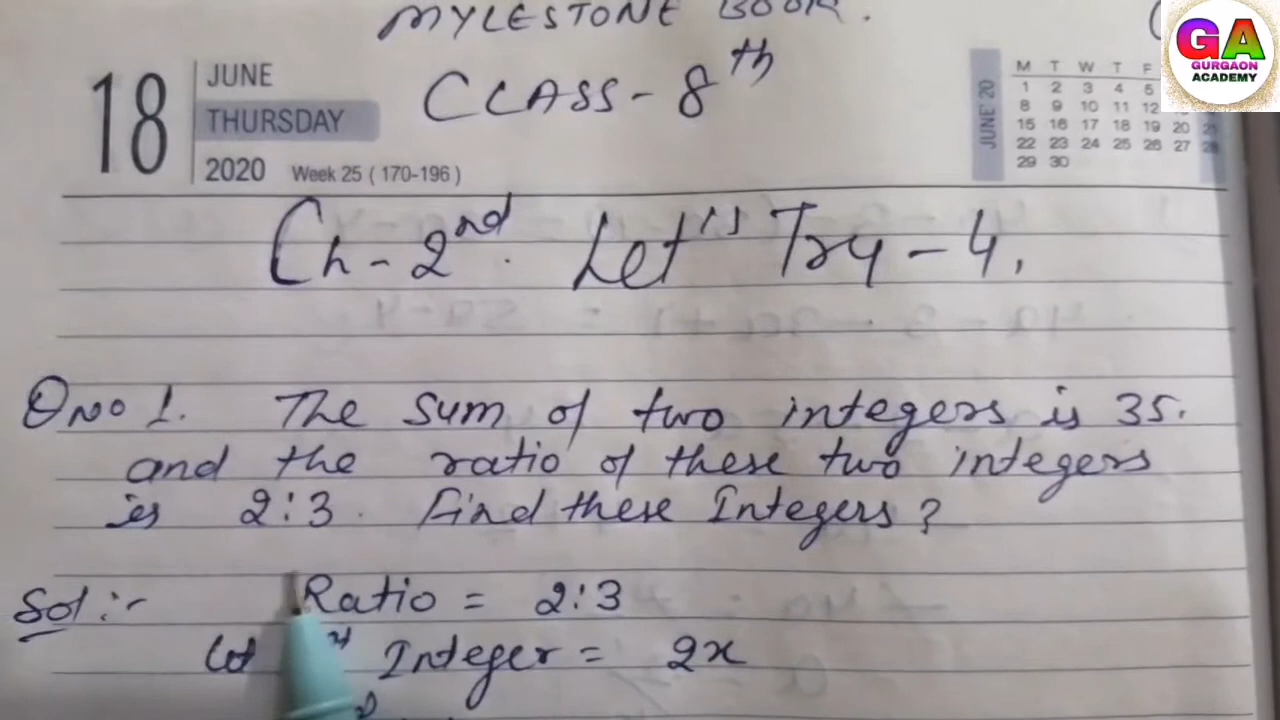 MYLESTONE BOOK.
CLASS - 8th
GA
GURGAON
ACADEMY
18
JUNE
THURSDAY
2020 Week 25 ( 170-196 )
JUNE' 20
M T W T F
1 2 3 4 5
8 9 10 11 12
15 16 17 18 19 20 21
22 23 24 25 26 27 28
29 30
Ch - 2nd. Let's Try - 4.
Q No 1. The sum of two integers is 35.
and the ratio of these two integers
is 2:3. Find these Integers?
Sol :- Ratio = 2:3
Let Integer = 2x